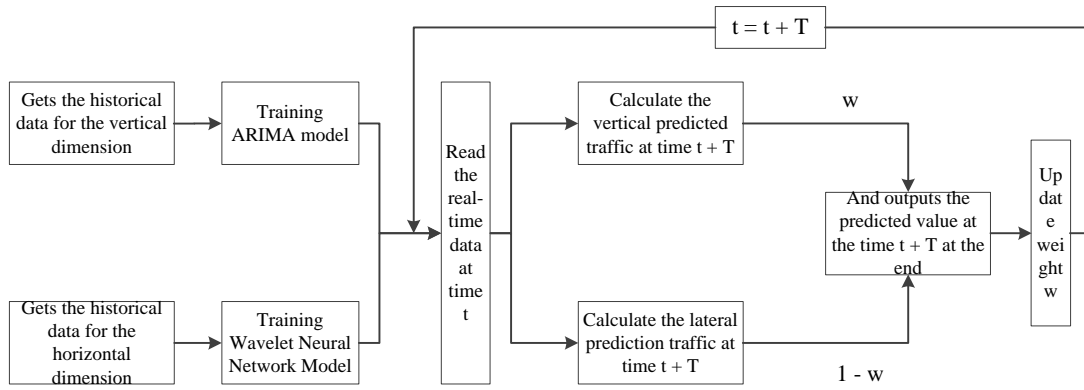 t = t + T
Gets the historical
data for the vertical
dimension
Training
ARIMA model
Read
the
real-
time
data
at
time
t
Calculate the
vertical predicted
traffic at time t + T
w
And outputs the
predicted value at
the time t + T at the
end
Up
dat
e
wei
ght
w
Gets the historical
data for the
horizontal
dimension
Training
Wavelet Neural
Network Model
Calculate the lateral
prediction traffic at
time t + T
1 - w